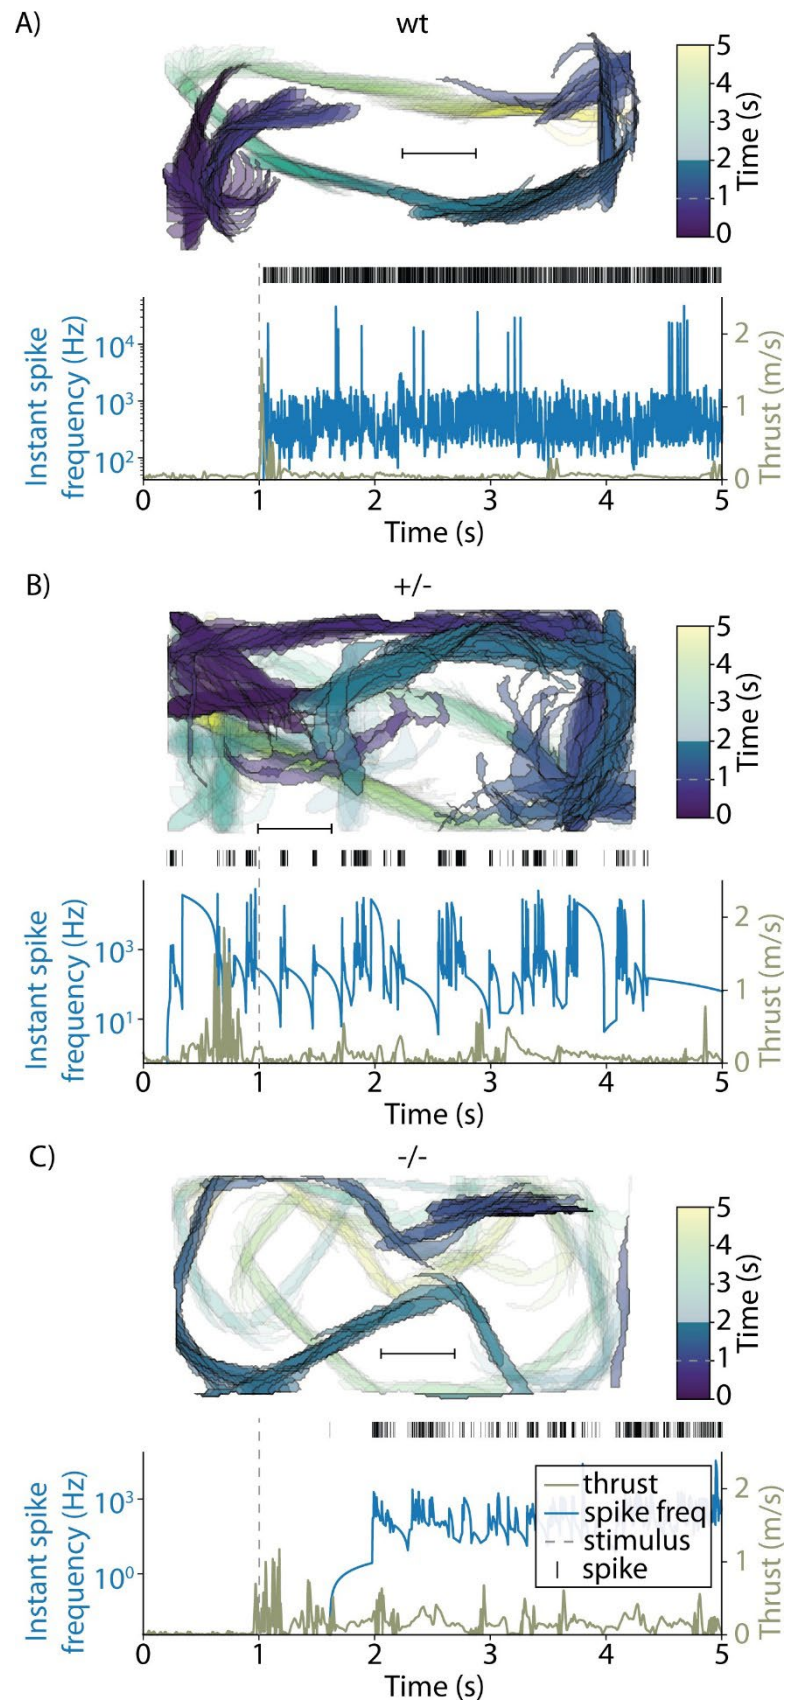 A)
wt
5
4
3
2
1
0
Time (s)
Instant spike
frequency (Hz)
10⁴
10³
10²
2
1
0
Thrust (m/s)
0 1 2 3 4 5
Time (s)
B)
+/-
5
4
3
2
1
0
Time (s)
Instant spike
frequency (Hz)
10³
10¹
2
1
0
Thrust (m/s)
0 1 2 3 4 5
Time (s)
C)
-/-
5
4
3
2
1
0
Time (s)
Instant spike
frequency (Hz)
10³
10⁰
thrust
spike freq
stimulus
spike
2
1
0
Thrust (m/s)
0 1 2 3 4 5
Time (s)